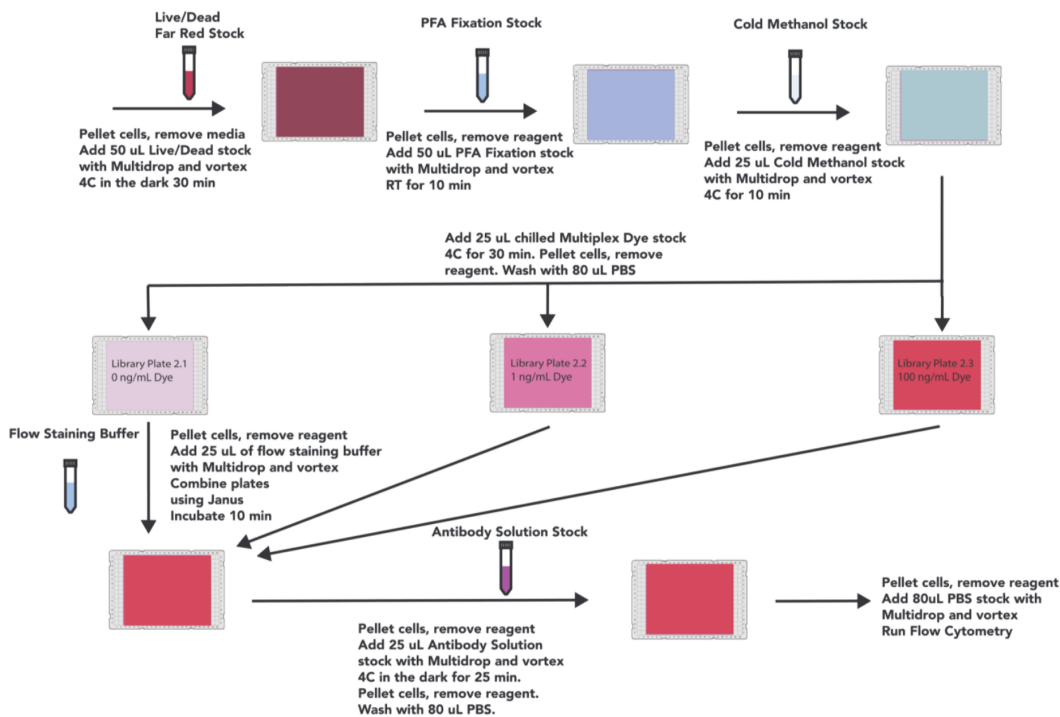 Live/Dead
Far Red Stock
PFA Fixation Stock
Cold Methanol Stock
Pellet cells, remove media
Add 50 uL Live/Dead stock
with Multidrop and vortex
4C in the dark 30 min
Pellet cells, remove reagent
Add 50 uL PFA Fixation stock
with Multidrop and vortex
RT for 10 min
Pellet cells, remove reagent
Add 25 uL Cold Methanol stock
with Multidrop and vortex
4C for 10 min
Add 25 uL chilled Multiplex Dye stock
4C for 30 min. Pellet cells, remove
reagent. Wash with 80 uL PBS
Library Plate 2.1
0 ng/mL Dye
Library Plate 2.2
1 ng/mL Dye
Library Plate 2.3
100 ng/mL Dye
Flow Staining Buffer
Pellet cells, remove reagent
Add 25 uL of flow staining buffer
with Multidrop and vortex
Combine plates
using Janus
Incubate 10 min
Antibody Solution Stock
Pellet cells, remove reagent
Add 25 uL Antibody Solution
stock with Multidrop and vortex
4C in the dark for 25 min.
Pellet cells, remove reagent.
Wash with 80 uL PBS.
Pellet cells, remove reagent
Add 80uL PBS stock with
Multidrop and vortex
Run Flow Cytometry